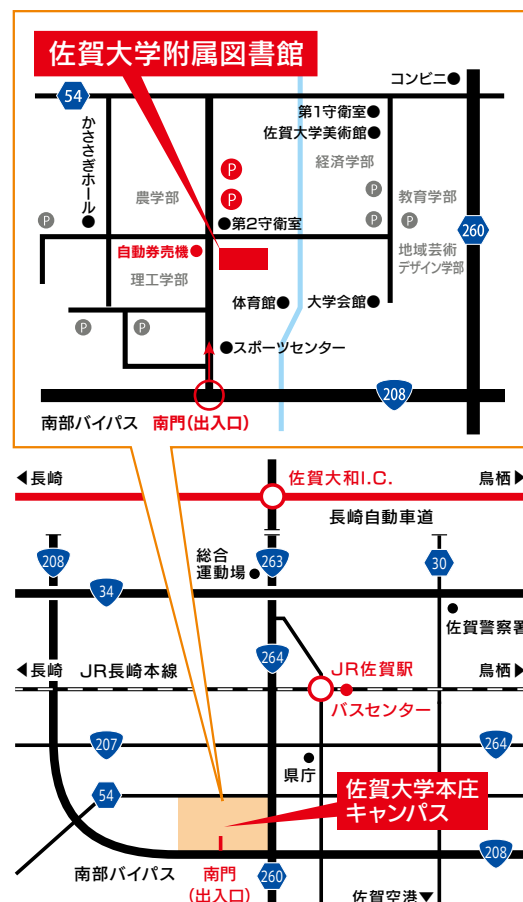 佐賀大学附属図書館
コンビニ
54
第1守衛室
佐賀大学美術館
かささぎホール
農学部
P
P
経済学部
P
教育学部
P
P
P
第2守衛室
260
自動券売機
地域芸術
デザイン学部
理工学部
体育館
大学会館
P
P
スポーツセンター
208
南部バイパス
南門(出入口)
◀長崎
佐賀大和I.C.
鳥栖▶
長崎自動車道
208
総合
運動場
263
30
34
佐賀警察署
264
◀長崎
JR長崎本線
JR佐賀駅
鳥栖▶
バスセンター
207
264
県庁
54
佐賀大学本庄
キャンパス
208
南部バイパス
南門
(出入口)
260
佐賀空港▼